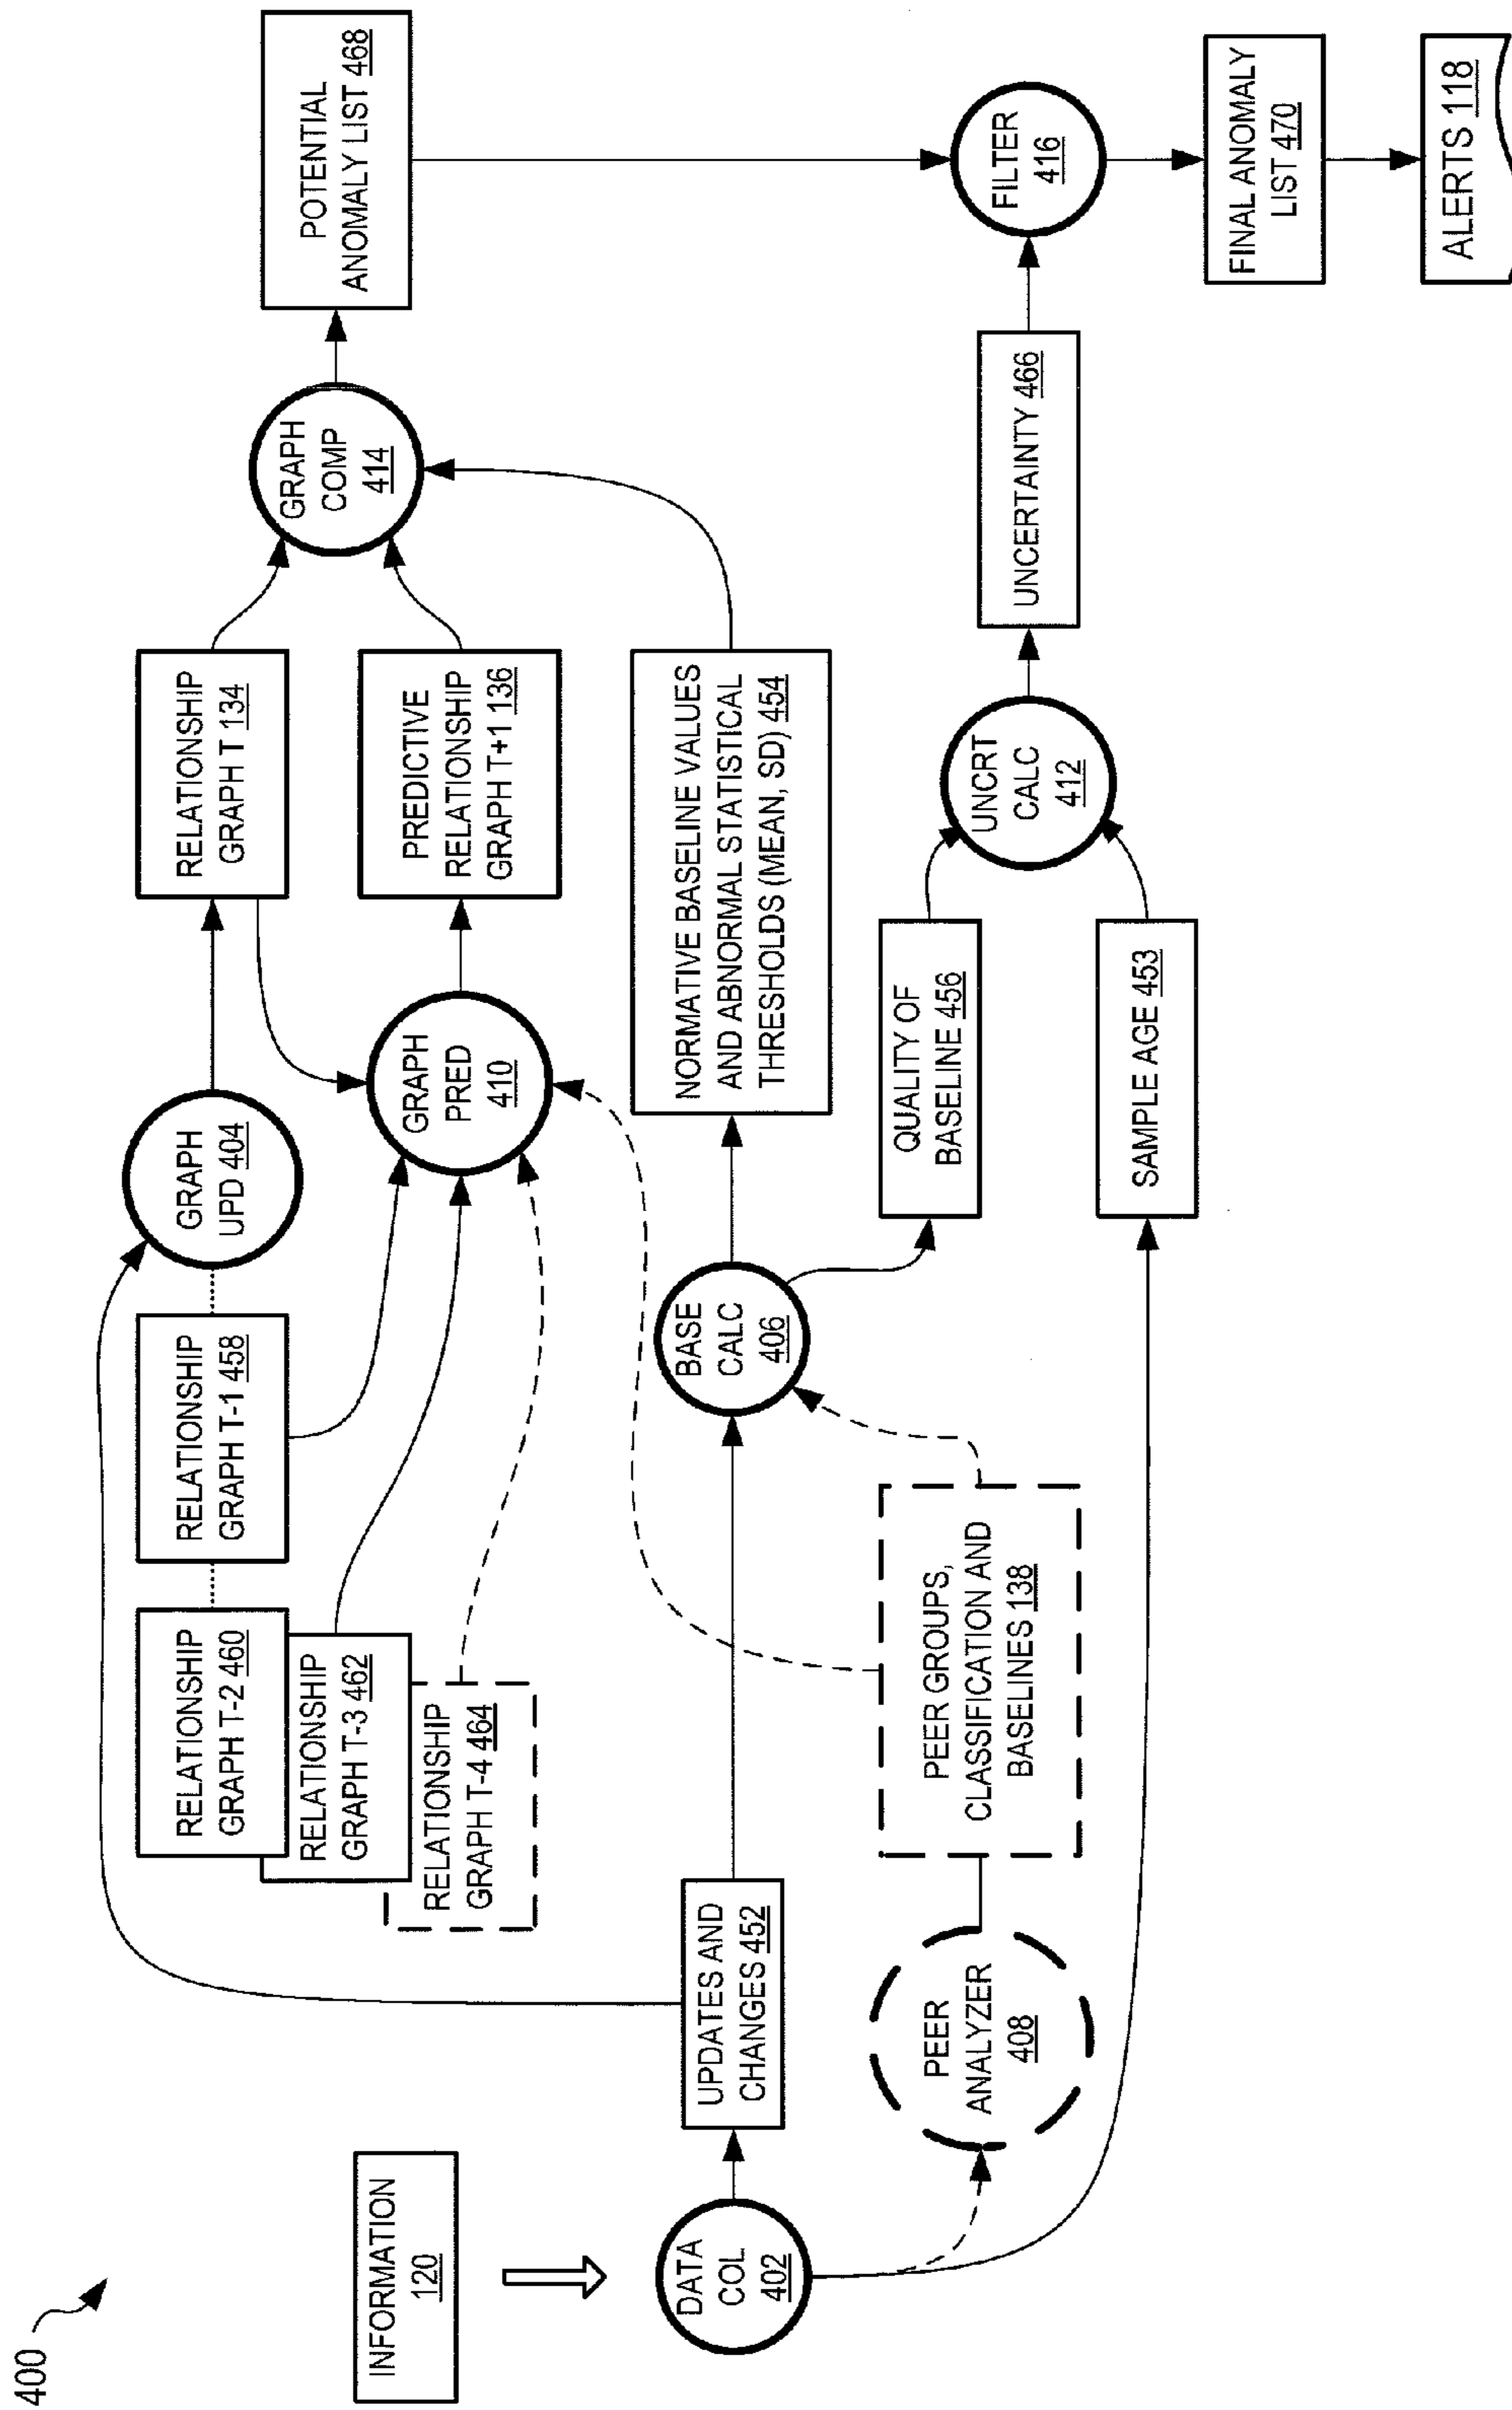 400
INFORMATION
120
DATA
COL
402
UPDATES AND
CHANGES 452
PEER
ANALYZER
408
RELATIONSHIP
GRAPH T-2 460
RELATIONSHIP
GRAPH T-3 462
RELATIONSHIP
GRAPH T-4 464
PEER GROUPS,
CLASSIFICATION AND
BASELINES 138
RELATIONSHIP
GRAPH T-1 458
BASE
CALC
406
GRAPH
UPD 404
GRAPH
PRED
410
QUALITY OF
BASELINE 456
SAMPLE AGE 453
RELATIONSHIP
GRAPH T 134
PREDICTIVE
RELATIONSHIP
GRAPH T+1 136
NORMATIVE BASELINE VALUES
AND ABNORMAL STATISTICAL
THRESHOLDS (MEAN, SD) 454
UNCRT
CALC
412
GRAPH
COMP
414
UNCERTAINTY 466
POTENTIAL
ANOMALY LIST 468
FILTER
416
FINAL ANOMALY
LIST 470
ALERTS 118